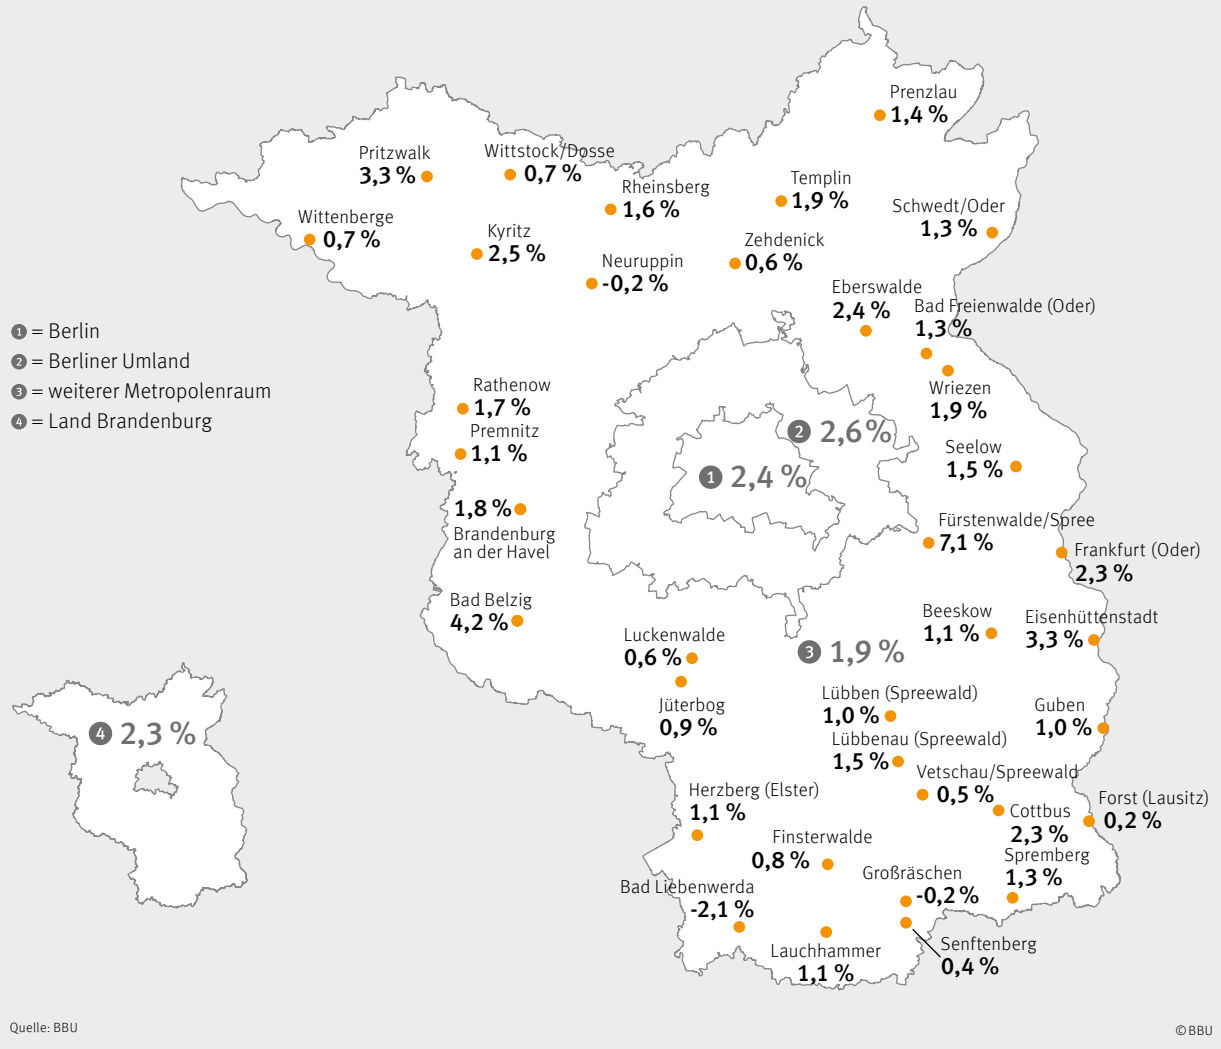 Prenzlau
1,4 %
Pritzwalk
3,3 %
Wittstock/Dosse
0,7 %
Rheinsberg
1,6 %
Templin
1,9 %
Schwedt/Oder
1,3 %
Wittenberge
0,7 %
Kyritz
2,5 %
Neuruppin
-0,2 %
Zehdenick
0,6 %
Eberswalde
2,4 %
Bad Freienwalde (Oder)
1,3 %
1 = Berlin
2 = Berliner Umland
3 = weiterer Metropolenraum
4 = Land Brandenburg
Rathenow
1,7 %
Premnitz
1,1 %
Wriezen
1,9 %
2 2,6 %
1 2,4 %
Seelow
1,5 %
1,8 %
Brandenburg
an der Havel
Fürstenwalde/Spree
7,1 %
Frankfurt (Oder)
2,3 %
Bad Belzig
4,2 %
Luckenwalde
0,6 %
Jüterbog
0,9 %
3 1,9 %
Beeskow
1,1 %
Eisenhüttenstadt
3,3 %
Lübben (Spreewald)
1,0 %
Lübbenau (Spreewald)
1,5 %
Guben
1,0 %
4 2,3 %
Vetschau/Spreewald
0,5 %
Cottbus
2,3 %
Forst (Lausitz)
0,2 %
Herzberg (Elster)
1,1 %
Finsterwalde
0,8 %
Spremberg
1,3 %
Großräschen
-0,2 %
Bad Liebenwerda
-2,1 %
Lauchhammer
1,1 %
Senftenberg
0,4 %
Quelle: BBU
© BBU